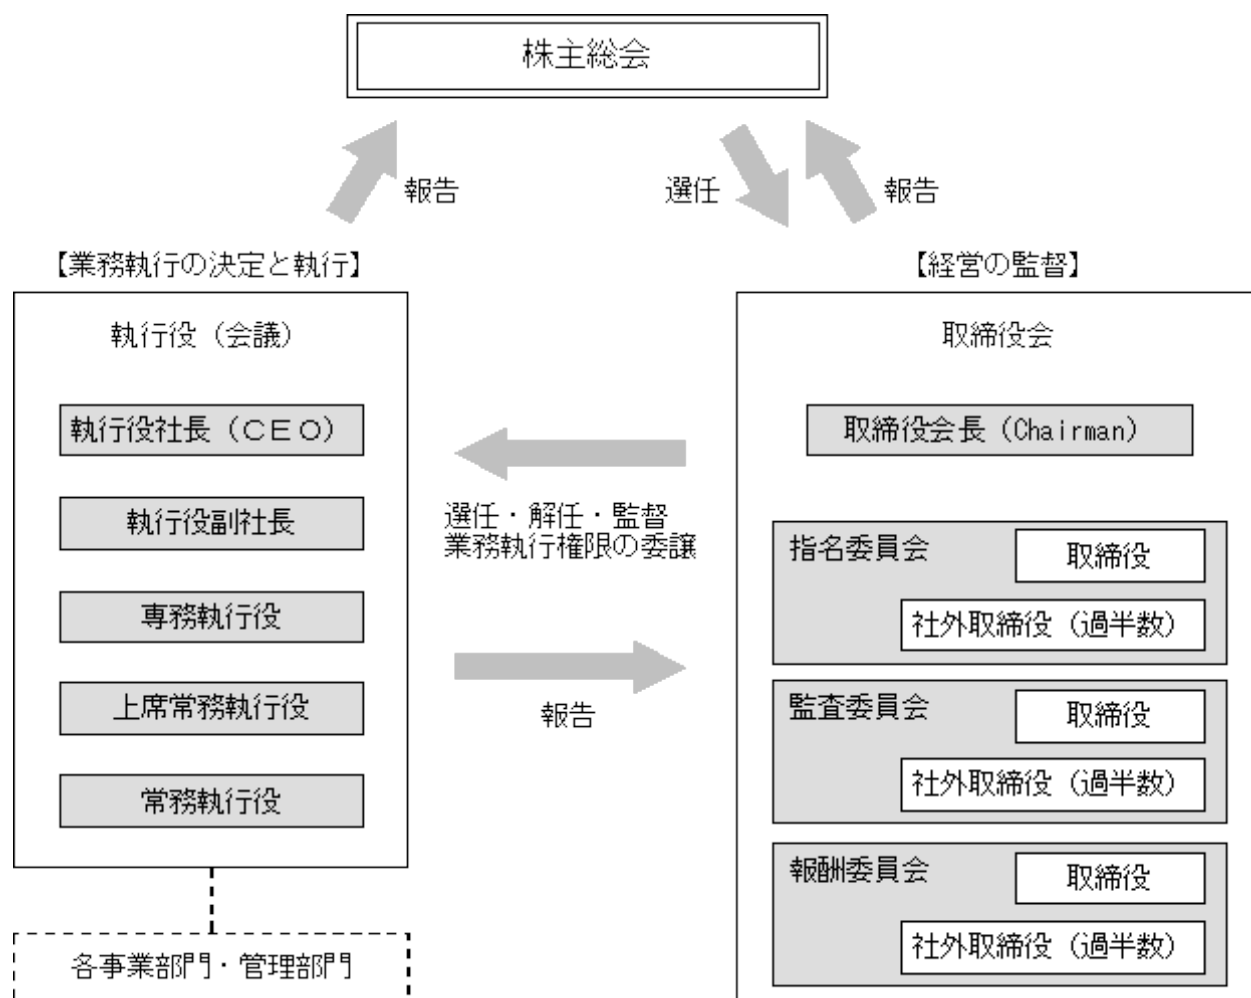 株主総会
報告
選任
報告
【業務執行の決定と執行】
執行役（会議）
執行役社長（ＣＥＯ）
執行役副社長
専務執行役
上席常務執行役
常務執行役
各事業部門・管理部門
選任・解任・監督
業務執行権限の委譲
報告
【経営の監督】
取締役会
取締役会長（Chairman）
指名委員会
取締役
社外取締役（過半数）
監査委員会
取締役
社外取締役（過半数）
報酬委員会
取締役
社外取締役（過半数）